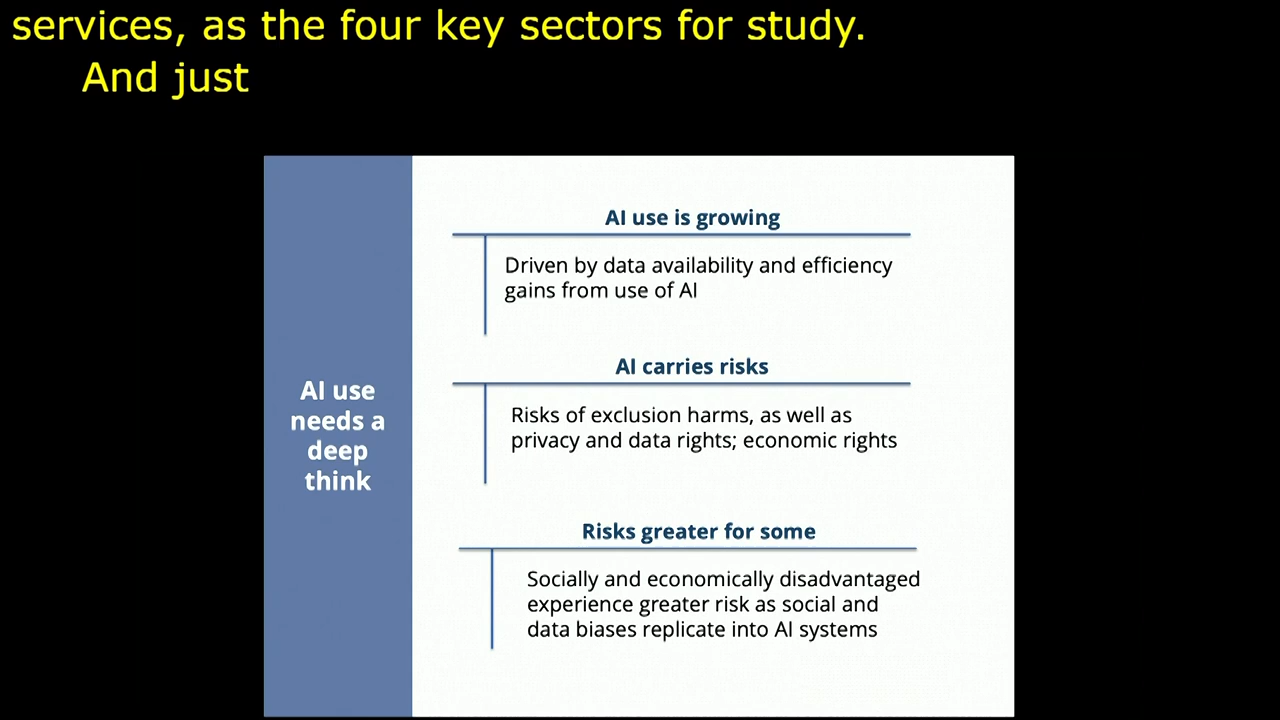 services, as the four key sectors for study.
And just
AI use
needs a
deep
think
AI use is growing
Driven by data availability and efficiency
gains from use of AI
AI carries risks
Risks of exclusion harms, as well as
privacy and data rights; economic rights
Risks greater for some
Socially and economically disadvantaged
experience greater risk as social and
data biases replicate into AI systems